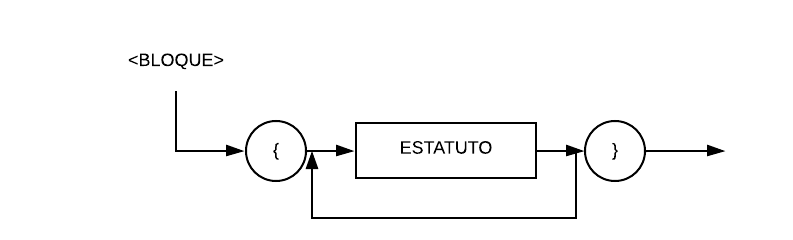 <BLOQUE>
{ ESTATUTO }